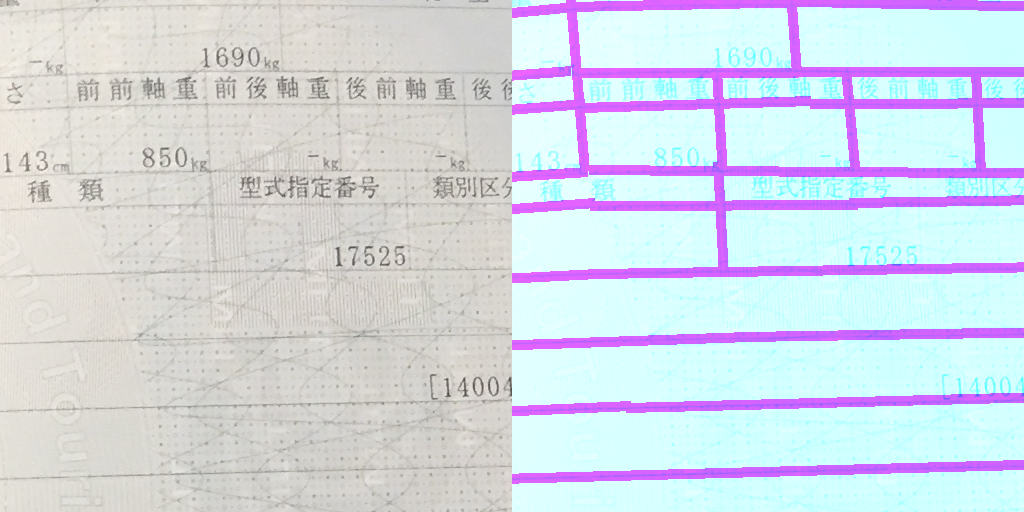 -kg 1690kg
さ 前前軸重 前後軸重 後前軸重 後後
143cm 850kg -kg -kg
種類 型式指定番号 類別区分
17525
[14004
-kg 1690kg
さ 前前軸重 前後軸重 後前軸重 後後
143cm 850kg -kg -kg
種類 型式指定番号 類別区分
17525
[14004